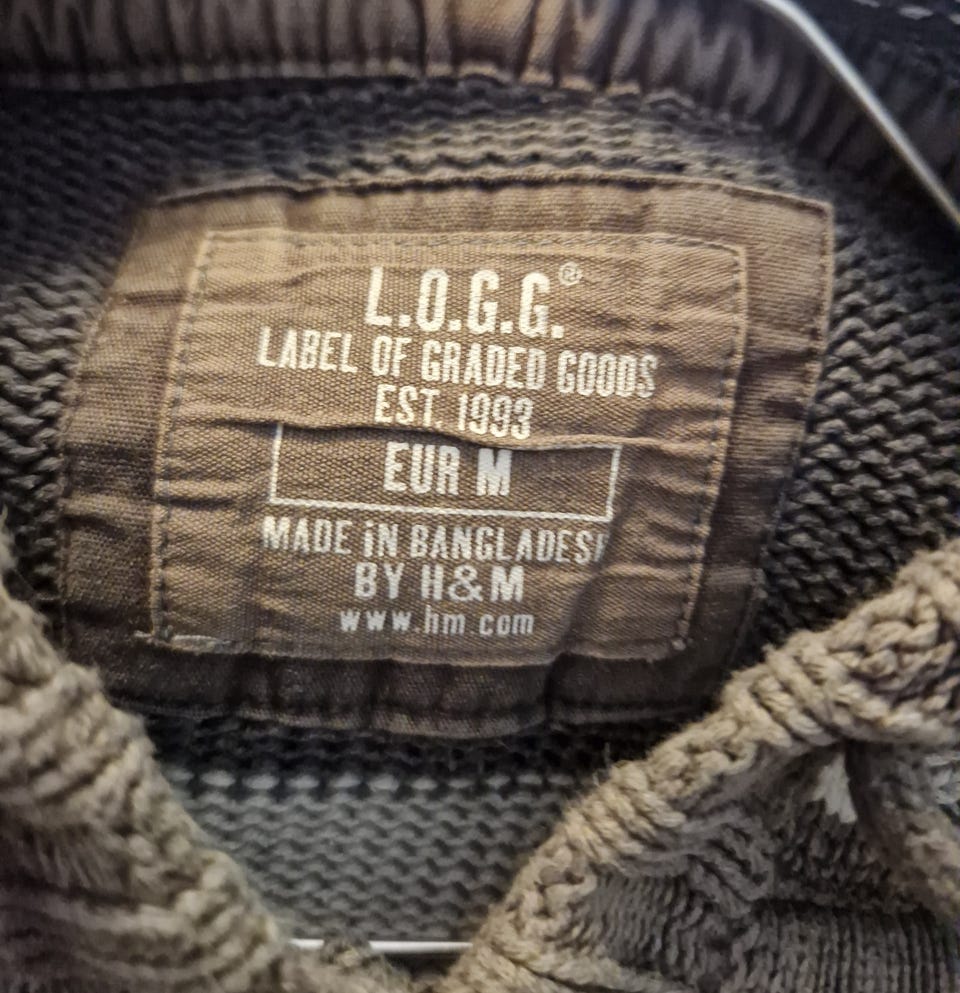 L.O.G.G.®
LABEL OF GRADED GOODS
EST. 1993
EUR M
MADE iN BANGLADESH
BY H&M
www.hm.com